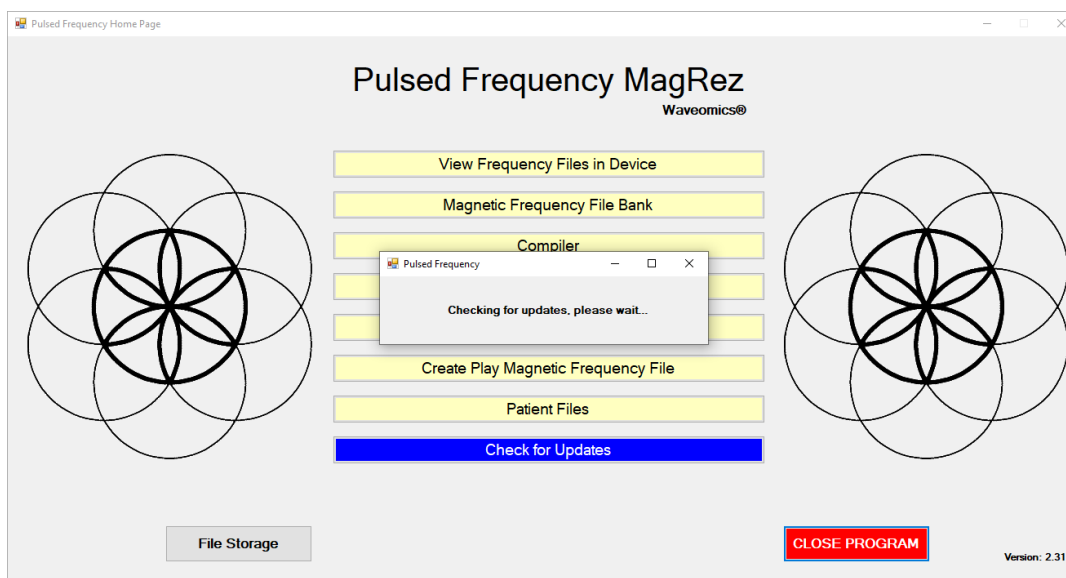 Pulsed Frequency Home Page
Pulsed Frequency MagRez
Waveomics®
View Frequency Files in Device
Magnetic Frequency File Bank
Compiler
Pulsed Frequency
Checking for updates, please wait...
Create Play Magnetic Frequency File
Patient Files
Check for Updates
File Storage
CLOSE PROGRAM
Version: 2.31